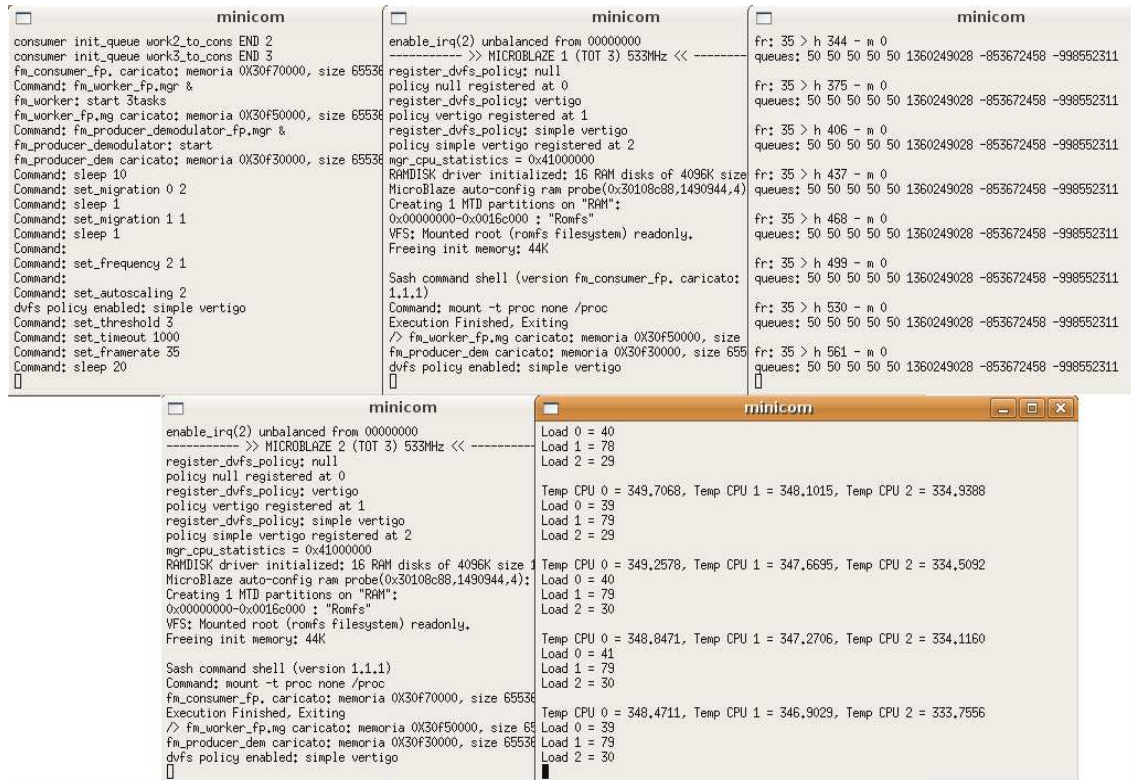 minicom
consumer init_queue work2_to_cons END 2
consumer init_queue work3_to_cons END 3
fm_consumer_fp. caricato: memoria 0X30f70000, size 6553
Command: fm_worker_fp.mgr &
fm_worker: start 3tasks
fm_worker_fp.mg caricato: memoria 0X30f50000, size 6553
Command: fm_producer_demodulator_fp.mgr &
fm_producer_demodulator: start
fm_producer_dem caricato: memoria 0X30f30000, size 6553
Command: sleep 10
Command: set_migration 0 2
Command: sleep 1
Command: set_migration 1 1
Command: sleep 1
Command:
Command: set_frequency 2 1
Command:
Command: set_autoscaling 2
dvfs policy enabled: simple vertigo
Command: set_threshold 3
Command: set_timeout 1000
Command: set_framerate 35
Command: sleep 20
minicom
enable_irq(2) unbalanced from 00000000
---------- >> MICROBLAZE 1 (TOT 3) 533MHz << --------
register_dvfs_policy: null
policy null registered at 0
register_dvfs_policy: vertigo
policy vertigo registered at 1
register_dvfs_policy: simple vertigo
policy simple vertigo registered at 2
mgr_cpu_statistics = 0x41000000
RAMDISK driver initialized: 16 RAM disks of 4096K size
MicroBlaze auto-config ram probe(0x30108c88,1490944,4)
Creating 1 MTD partitions on "RAM":
0x00000000-0x0016c000 : "Romfs"
VFS: Mounted root (romfs filesystem) readonly.
Freeing init memory: 44K
Sash command shell (version fm_consumer_fp. caricato:
1.1.1)
Command: mount -t proc none /proc
Execution Finished, Exiting
/> fm_worker_fp.mg caricato: memoria 0X30f50000, size
fm_producer_dem caricato: memoria 0X30f30000, size 655
dvfs policy enabled: simple vertigo
minicom
fr: 35 > h 344 - m 0
queues: 50 50 50 50 50 1360249028 -853672458 -998552311
fr: 35 > h 375 - m 0
queues: 50 50 50 50 50 1360249028 -853672458 -998552311
fr: 35 > h 406 - m 0
queues: 50 50 50 50 50 1360249028 -853672458 -998552311
fr: 35 > h 437 - m 0
queues: 50 50 50 50 50 1360249028 -853672458 -998552311
fr: 35 > h 468 - m 0
queues: 50 50 50 50 50 1360249028 -853672458 -998552311
fr: 35 > h 499 - m 0
queues: 50 50 50 50 50 1360249028 -853672458 -998552311
fr: 35 > h 530 - m 0
queues: 50 50 50 50 50 1360249028 -853672458 -998552311
fr: 35 > h 561 - m 0
queues: 50 50 50 50 50 1360249028 -853672458 -998552311
minicom
enable_irq(2) unbalanced from 00000000
---------- >> MICROBLAZE 2 (TOT 3) 533MHz << ----------
register_dvfs_policy: null
policy null registered at 0
register_dvfs_policy: vertigo
policy vertigo registered at 1
register_dvfs_policy: simple vertigo
policy simple vertigo registered at 2
mgr_cpu_statistics = 0x41000000
RAMDISK driver initialized: 16 RAM disks of 4096K size 1
MicroBlaze auto-config ram probe(0x30108c88,1490944,4):
Creating 1 MTD partitions on "RAM":
0x00000000-0x0016c000 : "Romfs"
VFS: Mounted root (romfs filesystem) readonly.
Freeing init memory: 44K
Sash command shell (version 1.1.1)
Command: mount -t proc none /proc
fm_consumer_fp. caricato: memoria 0X30f70000, size 6553
Execution Finished, Exiting
/> fm_worker_fp.mg caricato: memoria 0X30f50000, size 65
fm_producer_dem caricato: memoria 0X30f30000, size 6553
dvfs policy enabled: simple vertigo
minicom
Load 0 = 40
Load 1 = 78
Load 2 = 29
Temp CPU 0 = 349.7068, Temp CPU 1 = 348.1015, Temp CPU 2 = 334.9388
Load 0 = 39
Load 1 = 79
Load 2 = 29
Temp CPU 0 = 349.2578, Temp CPU 1 = 347.6695, Temp CPU 2 = 334.5092
Load 0 = 40
Load 1 = 79
Load 2 = 30
Temp CPU 0 = 348.8471, Temp CPU 1 = 347.2706, Temp CPU 2 = 334.1160
Load 0 = 41
Load 1 = 79
Load 2 = 30
Temp CPU 0 = 348.4711, Temp CPU 1 = 346.9029, Temp CPU 2 = 333.7556
Load 0 = 39
Load 1 = 79
Load 2 = 30